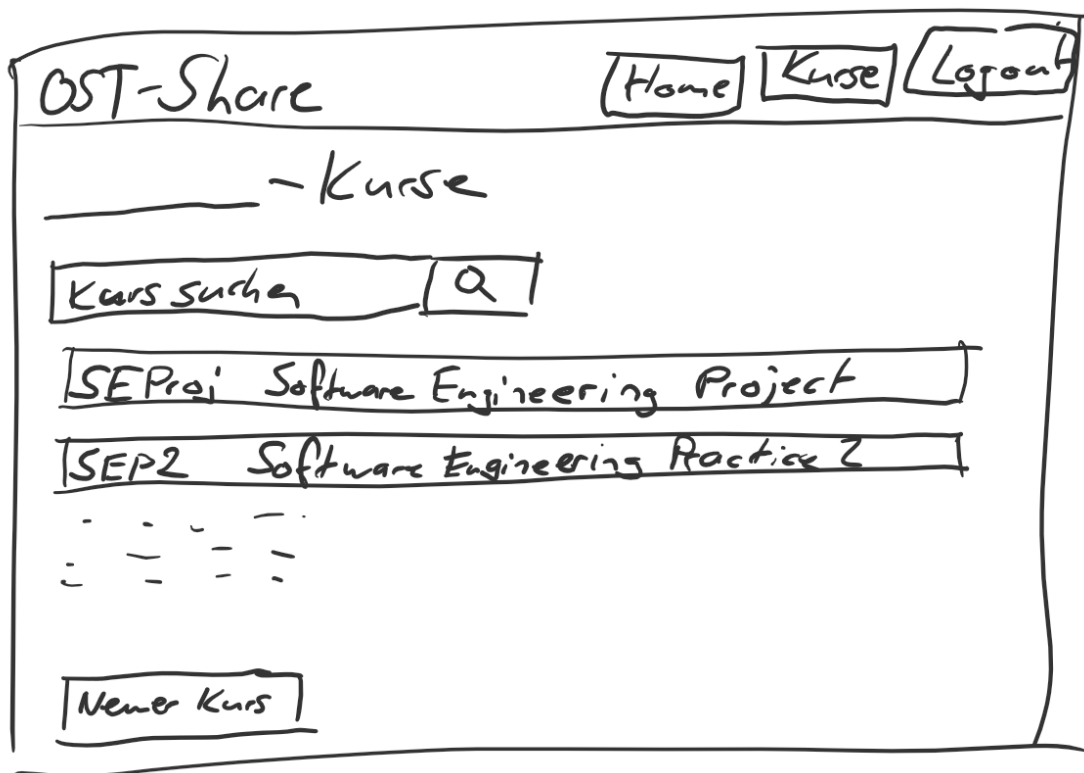 OST-Share Home Kurse Logout
- Kurse
Kurs suchen
SEProj Software Engineering Project
SEP2 Software Engineering Practice 2
Neuer Kurs